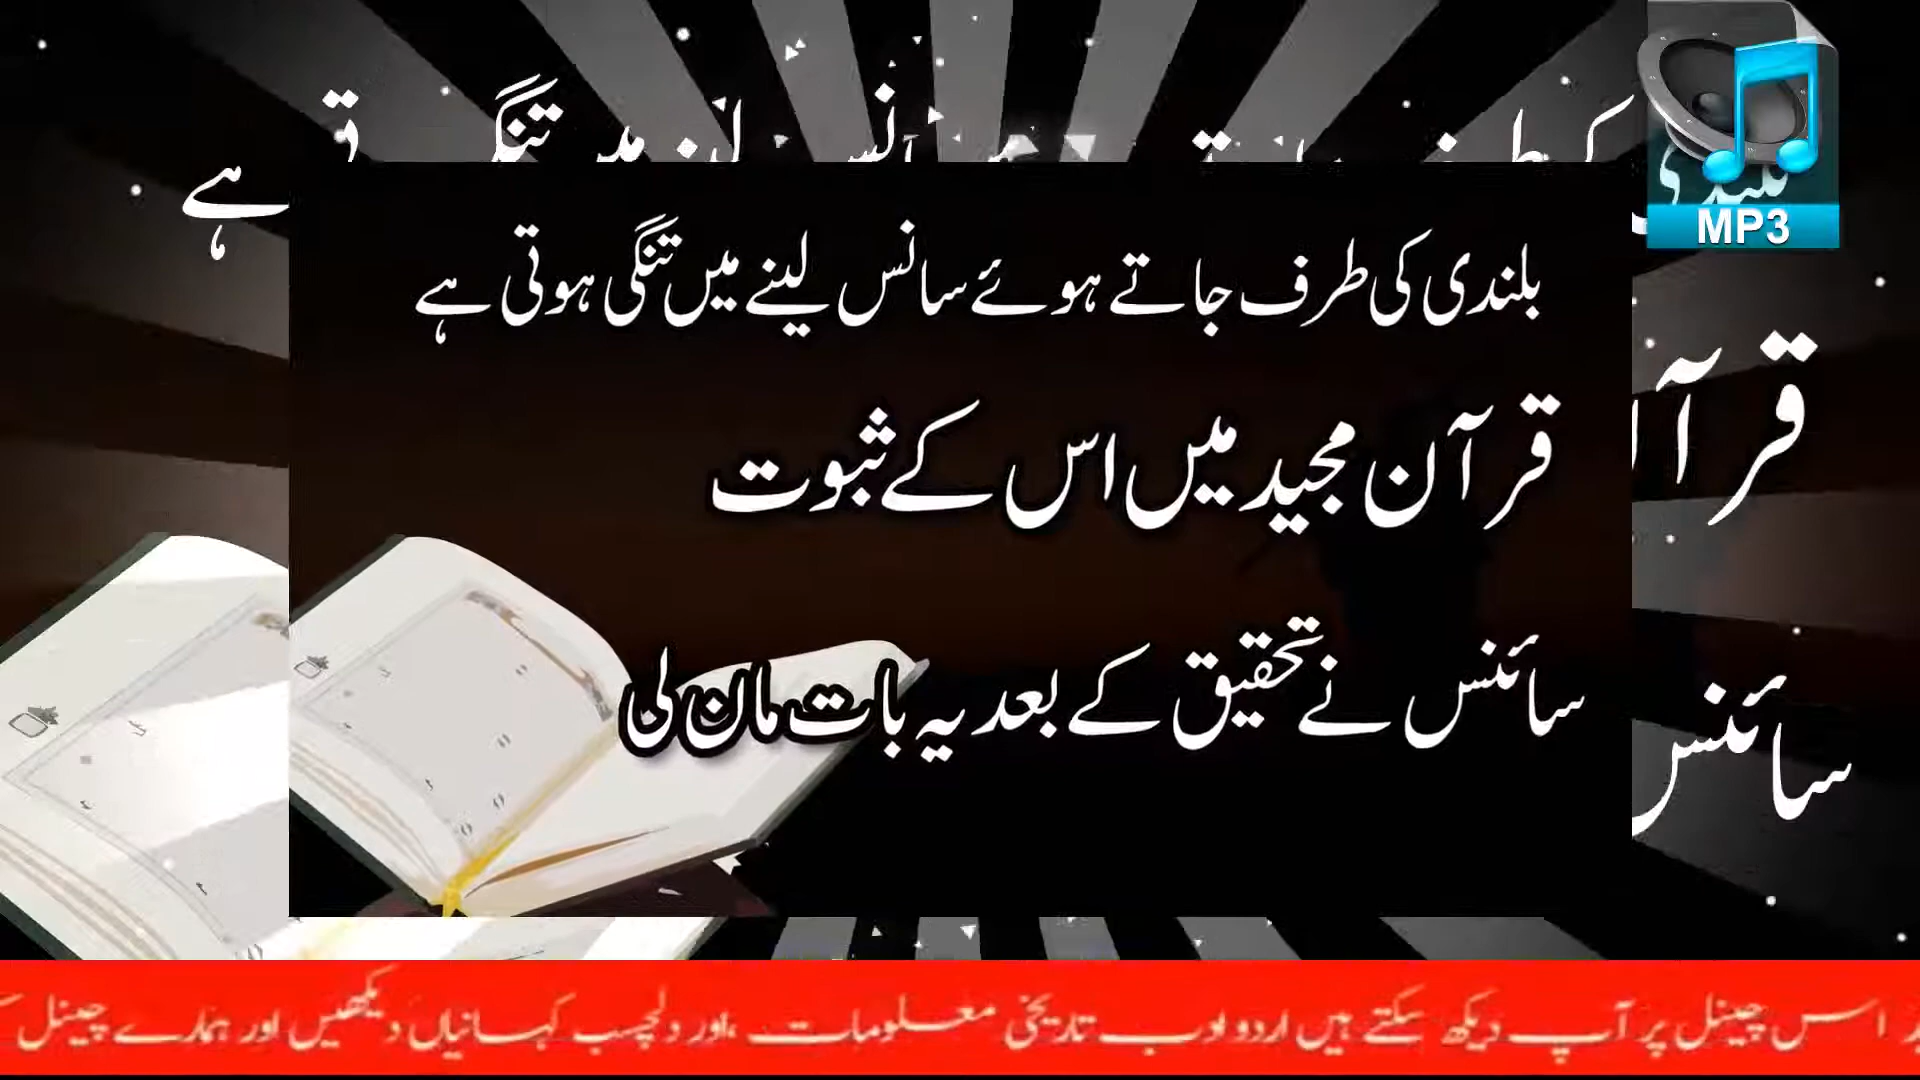 MP3
بلندی کی طرف جاتے ہوئے سانس لینے میں تنگی ہوتی ہے
قرآن مجید میں اس کے ثبوت
سائنس نے تحقیق کے بعد یہ بات مان لی
اس چینل پر آپ دیکھ سکتے ہیں اردو ادب تاریخی معلومات ،اور دلچسپ کہانیاں دیکھیں اور ہمارے چینل